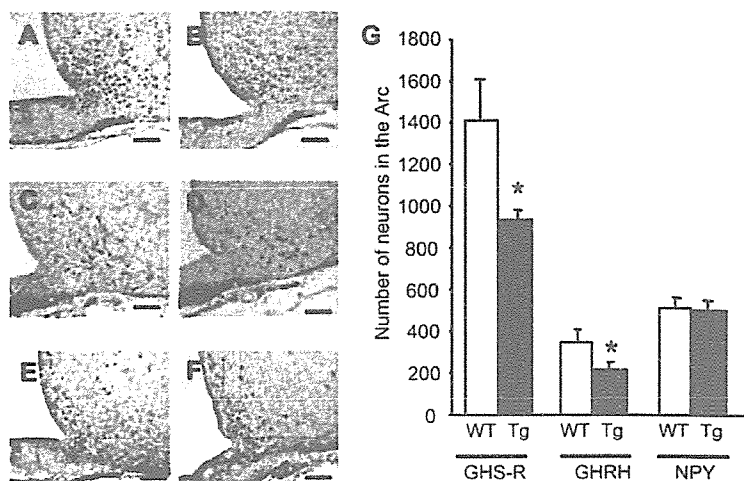 A
B
G
C
D
E
F
Number of neurons in the Arc
1800
1600
1400
1200
1000
800
600
400
200
0
*
*
WT Tg WT Tg WT Tg
GHS-R GHRH NPY